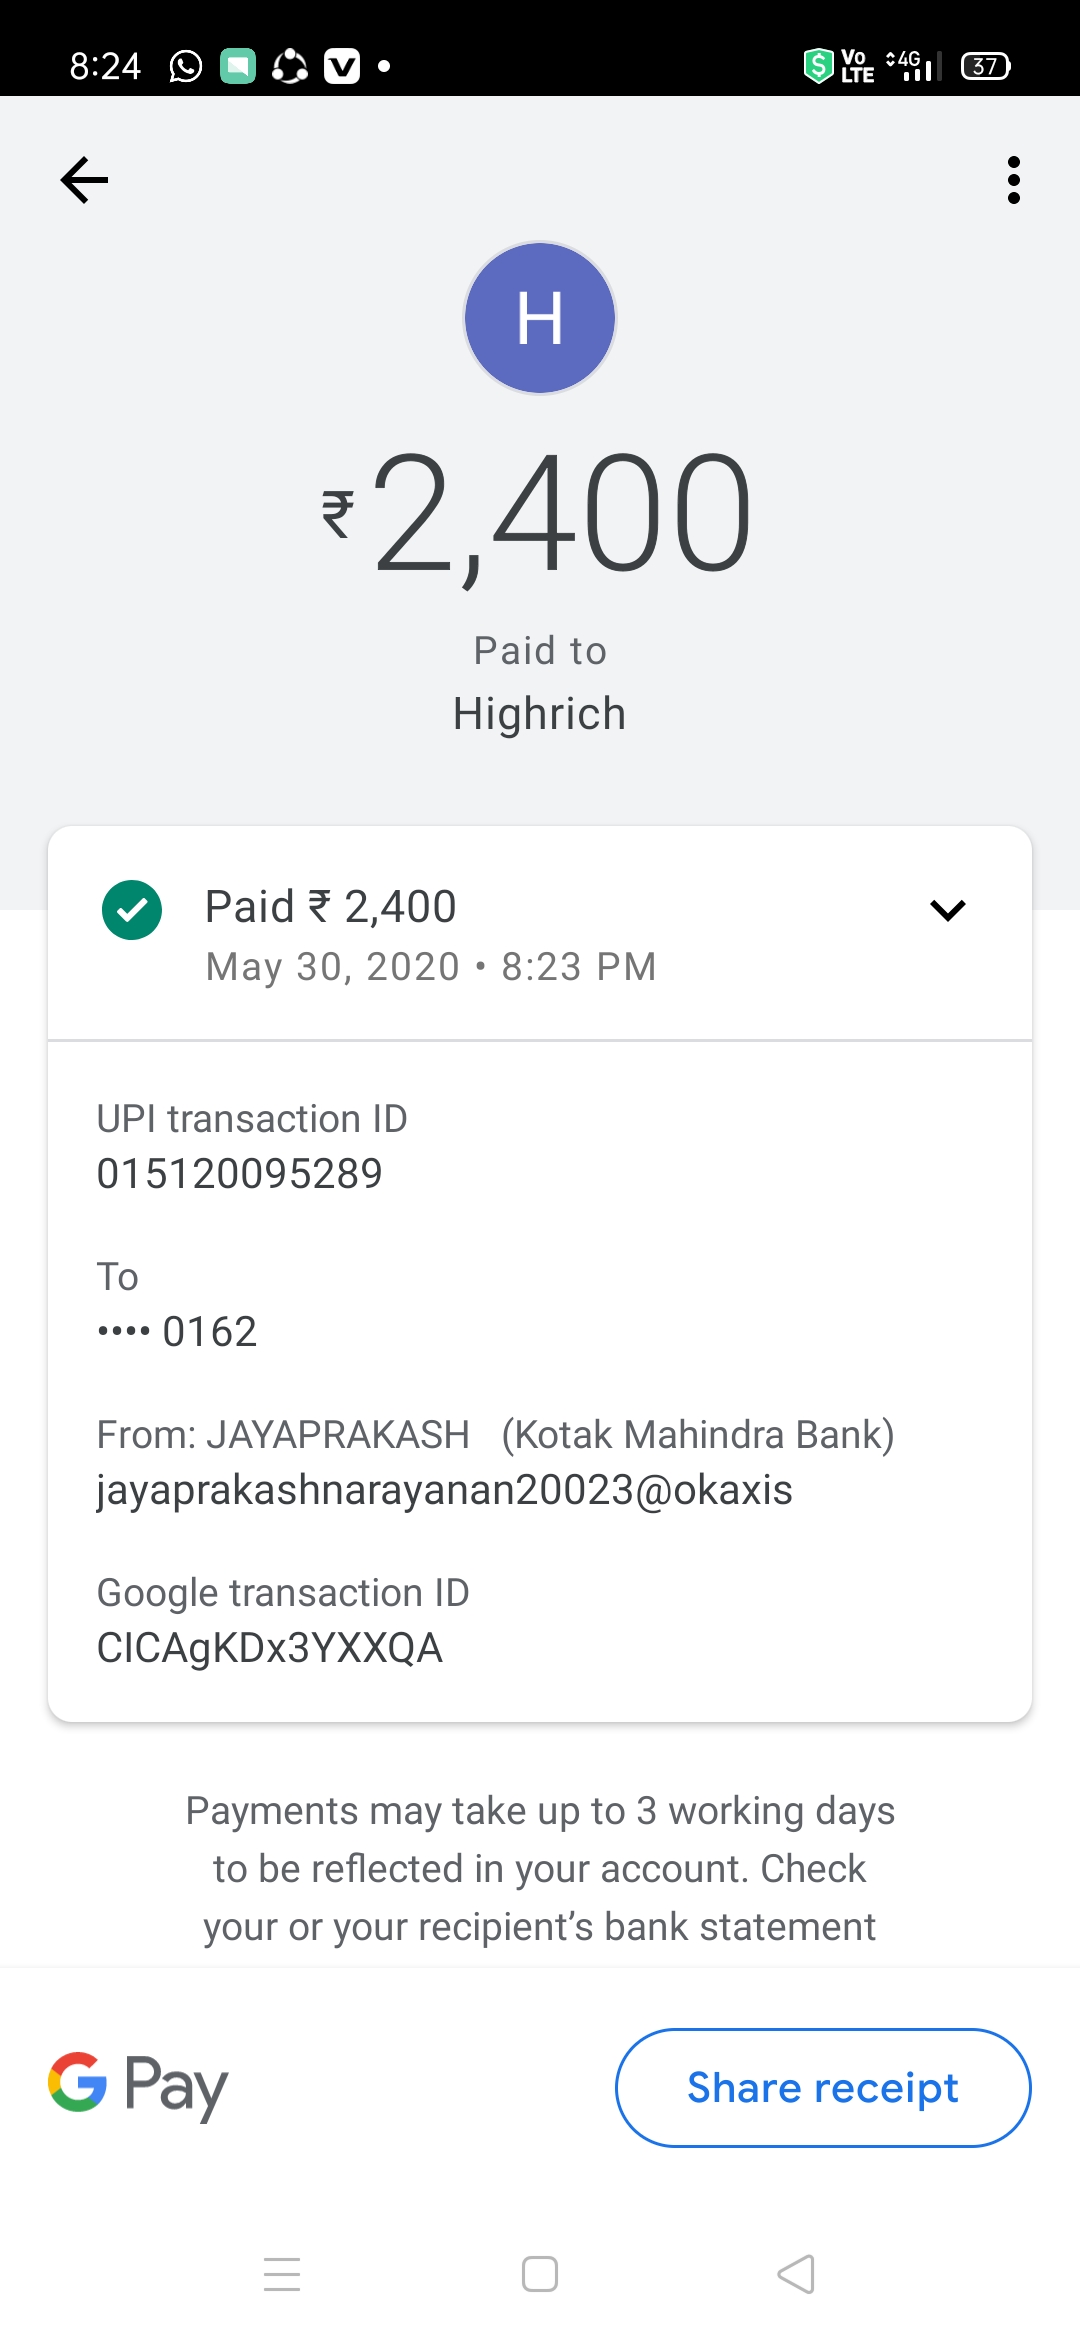 8:24
Vo LTE 4G 37
H
₹2,400
Paid to
Highrich
Paid ₹ 2,400
May 30, 2020 • 8:23 PM
UPI transaction ID
015120095289
To
•••• 0162
From: JAYAPRAKASH (Kotak Mahindra Bank)
jayaprakashnarayanan20023@okaxis
Google transaction ID
CICAgKDx3YXXQA
Payments may take up to 3 working days
to be reflected in your account. Check
your or your recipient’s bank statement
G Pay
Share receipt